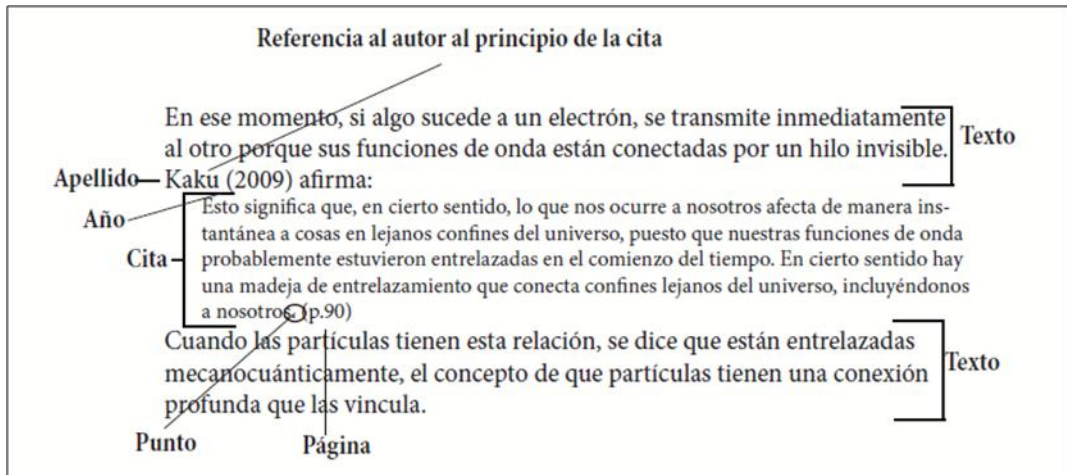 Referencia al autor al principio de la cita
En ese momento, si algo sucede a un electrón, se transmite inmediatamente
al otro porque sus funciones de onda están conectadas por un hilo invisible.
Texto
Apellido
Kaku (2009) afirma:
Año
Esto significa que, en cierto sentido, lo que nos ocurre a nosotros afecta de manera ins-
tantánea a cosas en lejanos confines del universo, puesto que nuestras funciones de onda
Cita
probablemente estuvieron entrelazadas en el comienzo del tiempo. En cierto sentido hay
una madeja de entrelazamiento que conecta confines lejanos del universo, incluyéndonos
a nosotros. (p.90)
Cuando las partículas tienen esta relación, se dice que están entrelazadas
mecanocuánticamente, el concepto de que partículas tienen una conexión
profunda que las vincula.
Texto
Punto
Página